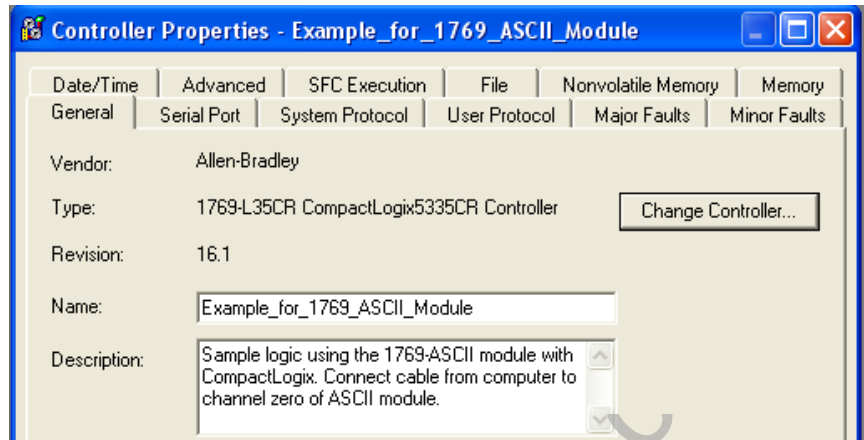 Controller Properties - Example_for_1769_ASCII_Module
Date/Time Advanced SFC Execution File Nonvolatile Memory Memory
General Serial Port System Protocol User Protocol Major Faults Minor Faults
Vendor: Allen-Bradley
Type: 1769-L35CR CompactLogix5335CR Controller Change Controller...
Revision: 16.1
Name: Example_for_1769_ASCII_Module
Description: Sample logic using the 1769-ASCII module with
CompactLogix. Connect cable from computer to
channel zero of ASCII module.